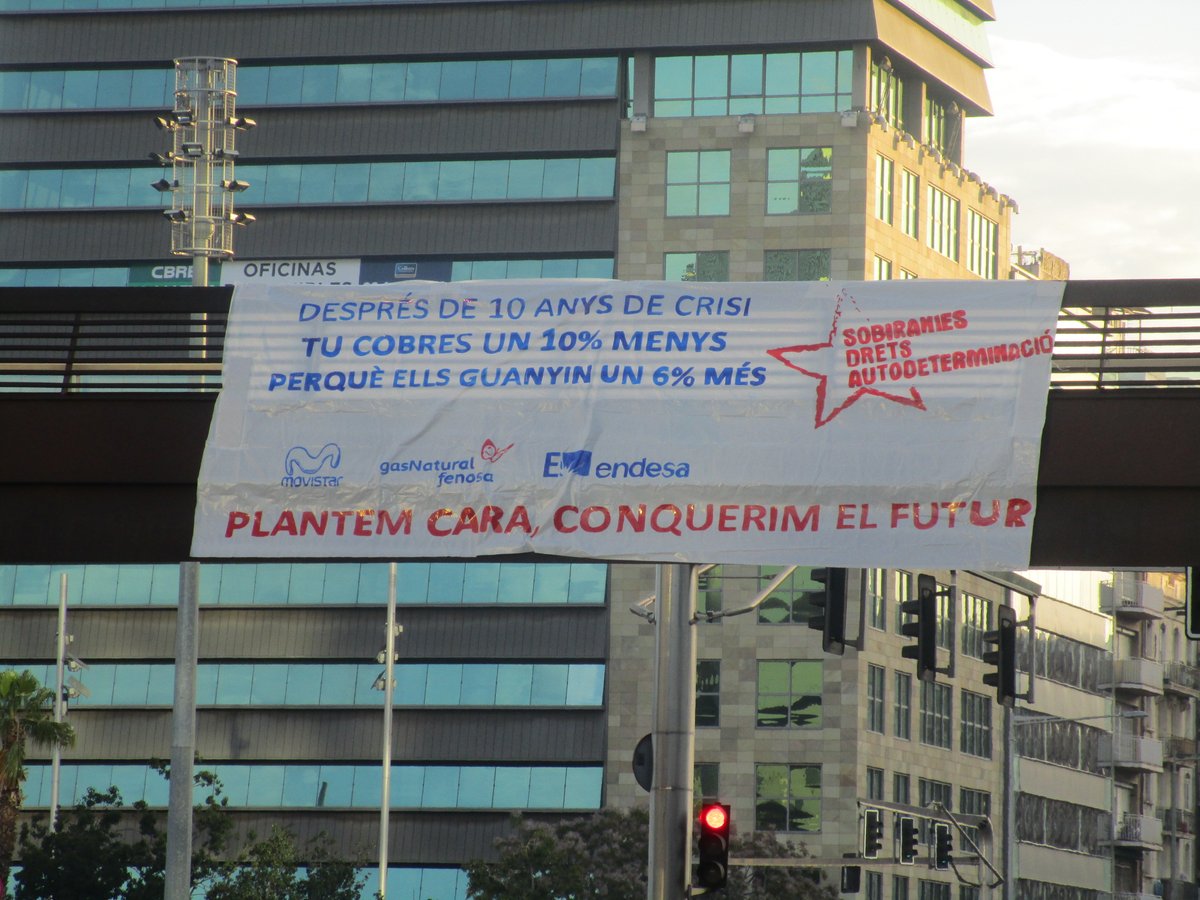 CBRE
OFICINAS
Colliers
DESPRÉS DE 10 ANYS DE CRISI
TU COBRES UN 10% MENYS
PERQUÈ ELLS GUANYIN UN 6% MÉS
SOBIRANIES
DRETS
AUTODETERMINACIÓ
movistar
gasNatural
fenosa
endesa
PLANTEM CARA, CONQUERIM EL FUTUR